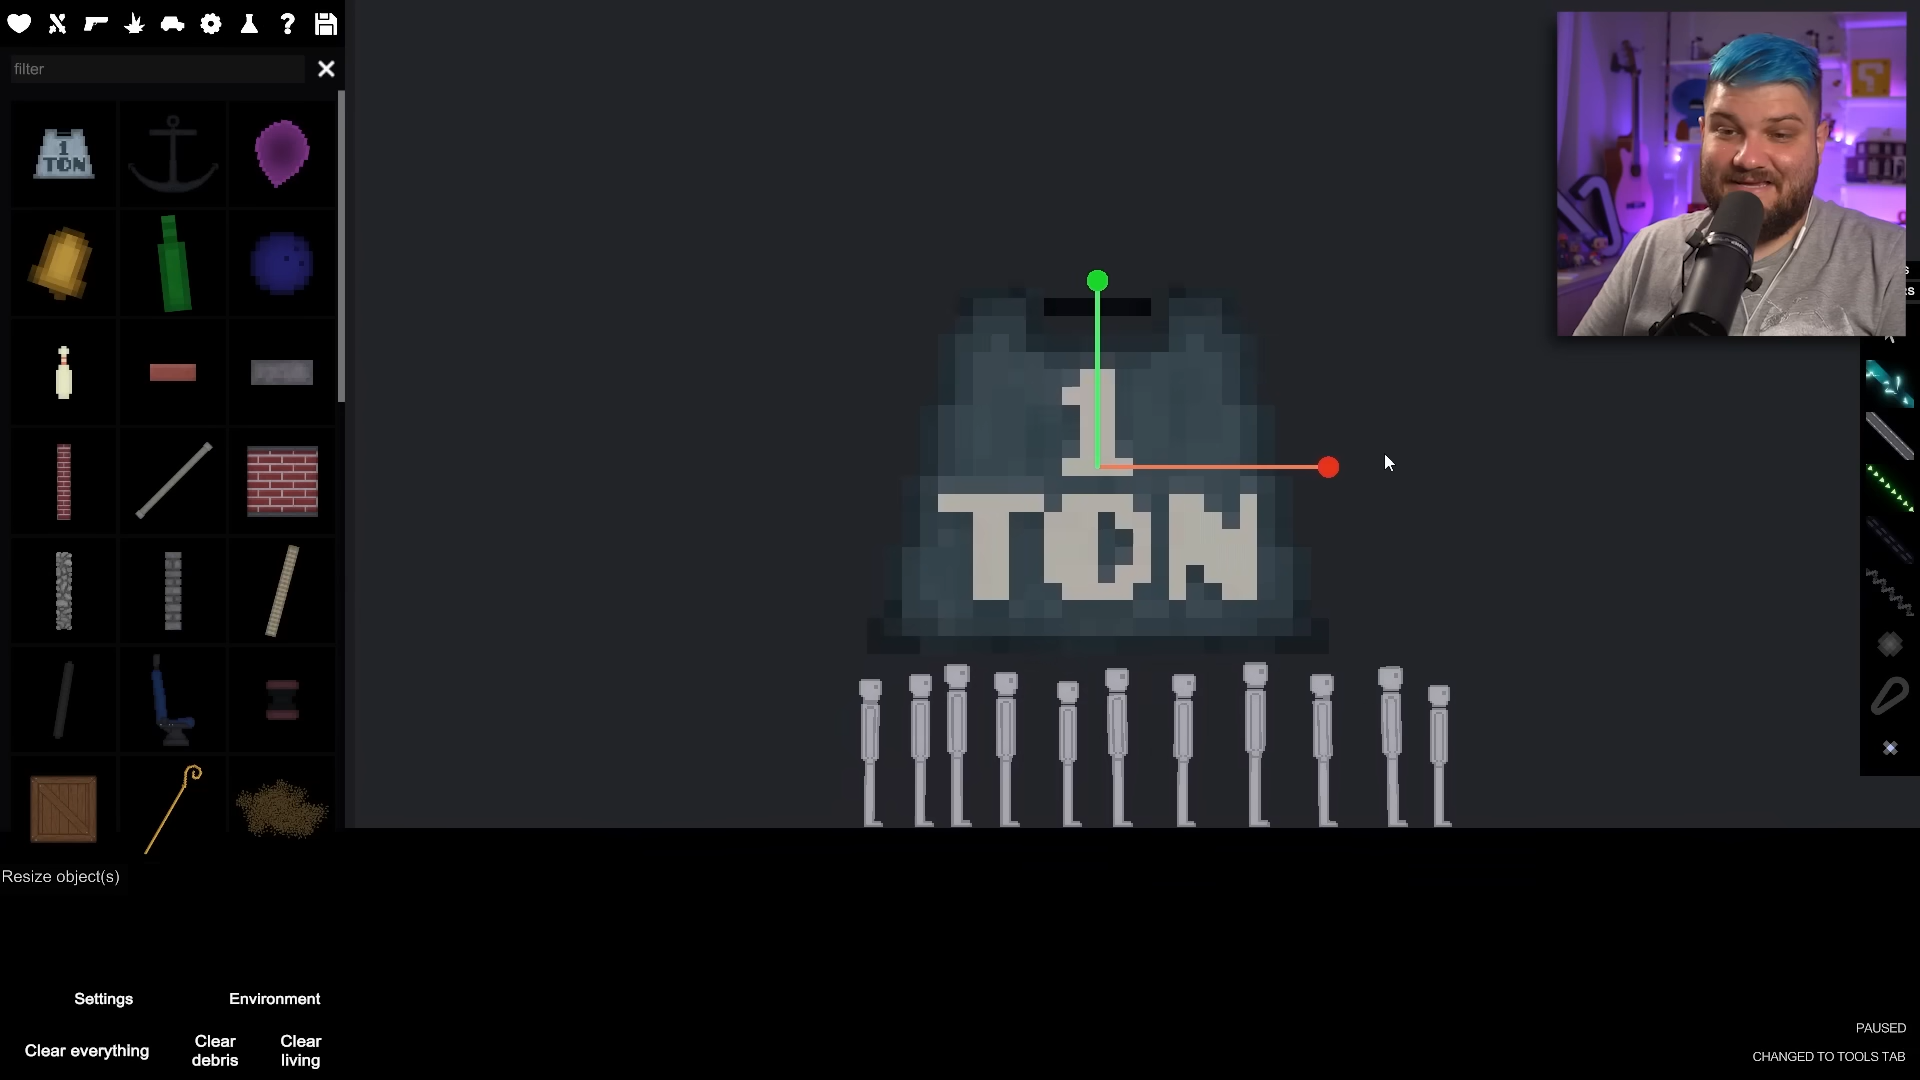 filter
1
TON
1
TON
Resize object(s)
Settings
Environment
Clear everything
Clear
debris
Clear
living
PAUSED
CHANGED TO TOOLS TAB